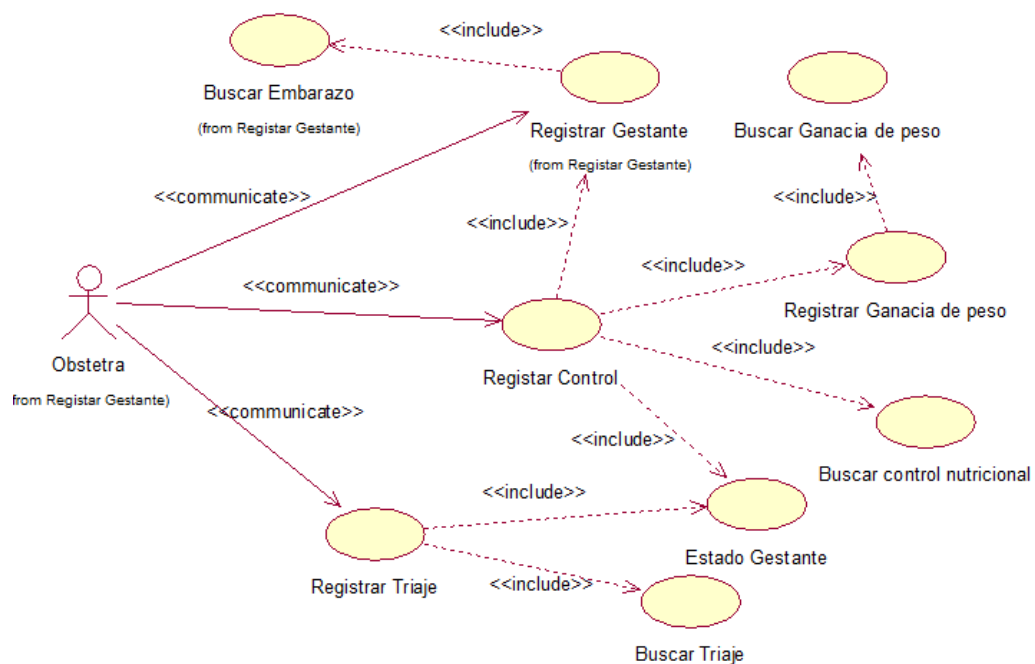 <<include>>
Buscar Embarazo
(from Registar Gestante)
Registrar Gestante
(from Registar Gestante)
Buscar Ganacia de peso
<<communicate>>
<<include>>
<<include>>
<<communicate>>
<<include>>
Registrar Ganacia de peso
Obstetra
from Registar Gestante)
Registar Control
<<include>>
<<communicate>>
<<include>>
Buscar control nutricional
<<include>>
Estado Gestante
Registrar Triaje
<<include>>
Buscar Triaje